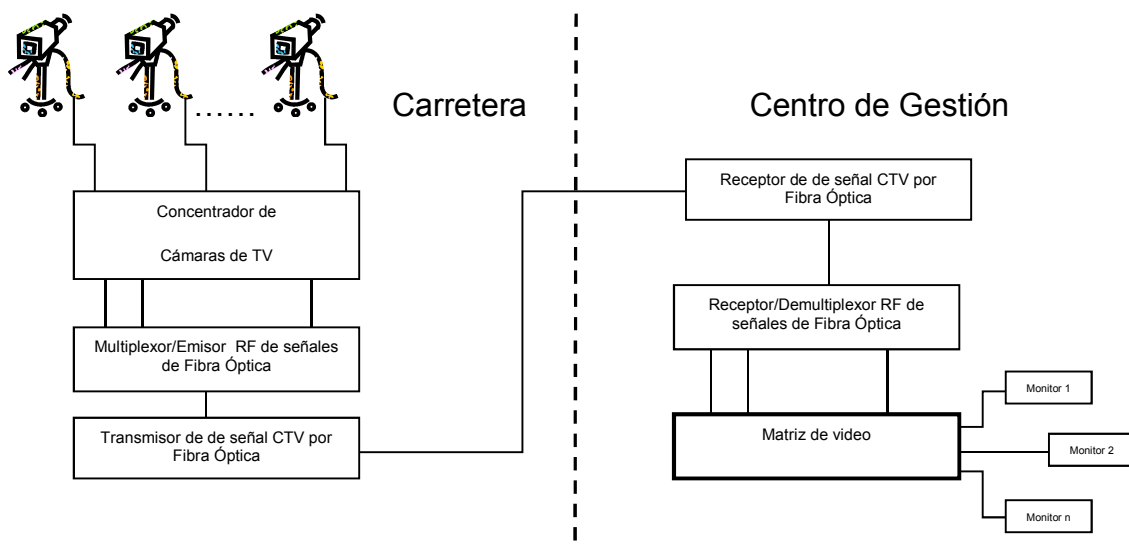 Carretera
......
Concentrador de
Cámaras de TV
Multiplexor/Emisor RF de señales
de Fibra Óptica
Transmisor de de señal CTV por
Fibra Óptica
Centro de Gestión
Receptor de de señal CTV por
Fibra Óptica
Receptor/Demultiplexor RF de
señales de Fibra Óptica
Matriz de video
Monitor 1
Monitor 2
Monitor n